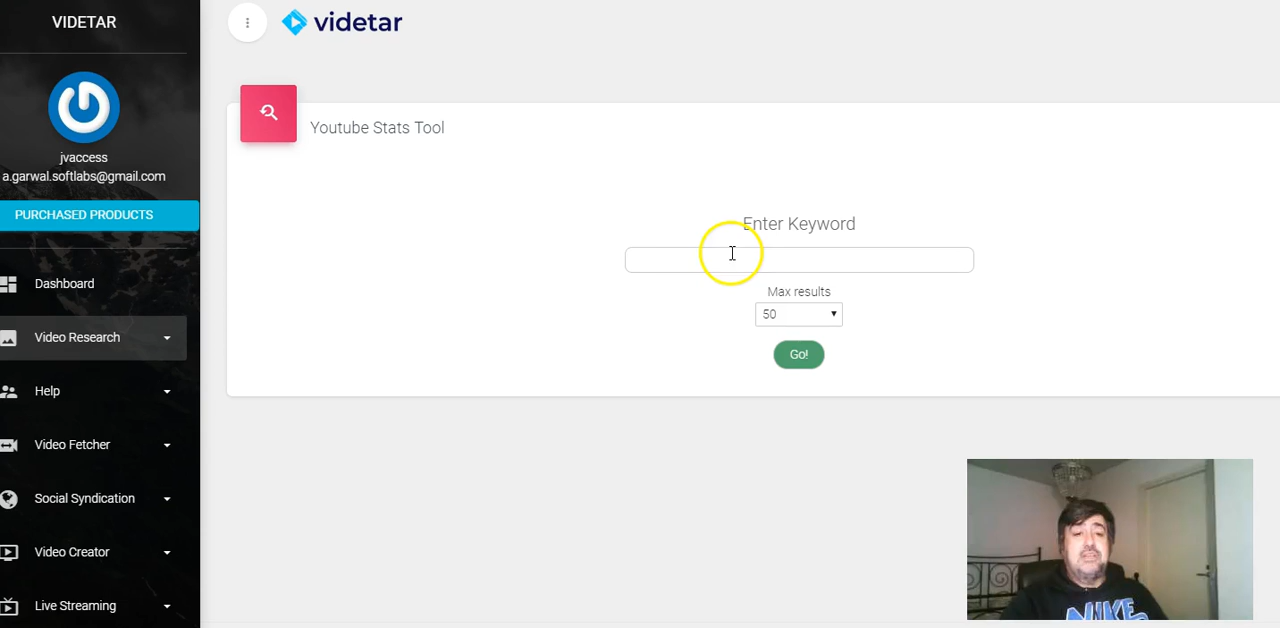 VIDETAR
jvaccess
a.garwal.softlabs@gmail.com
PURCHASED PRODUCTS
Dashboard
Video Research
Help
Video Fetcher
Social Syndication
Video Creator
Live Streaming
videtar
Youtube Stats Tool
Enter Keyword
Max results
50
Go!
NIKE